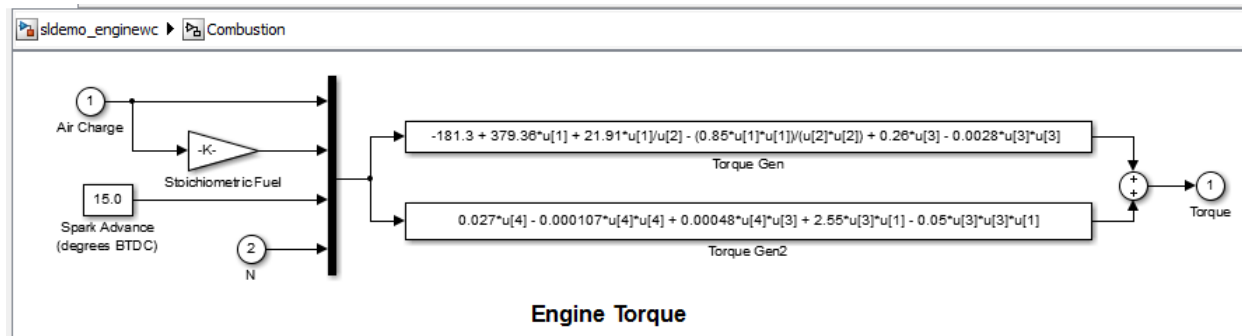 sldemo_enginewc Combustion
1
Air Charge
-K-
Stoichiometric Fuel
15.0
Spark Advance
(degrees BTDC)
2
N
-181.3 + 379.36*u[1] + 21.91*u[1]/u[2] - (0.85*u[1]*u[1])/(u[2]*u[2]) + 0.26*u[3] - 0.0028*u[3]*u[3]
Torque Gen
0.027*u[4] - 0.000107*u[4]*u[4] + 0.00048*u[4]*u[3] + 2.55*u[3]*u[1] - 0.05*u[3]*u[3]*u[1]
Torque Gen2
+
+
1
Torque
Engine Torque